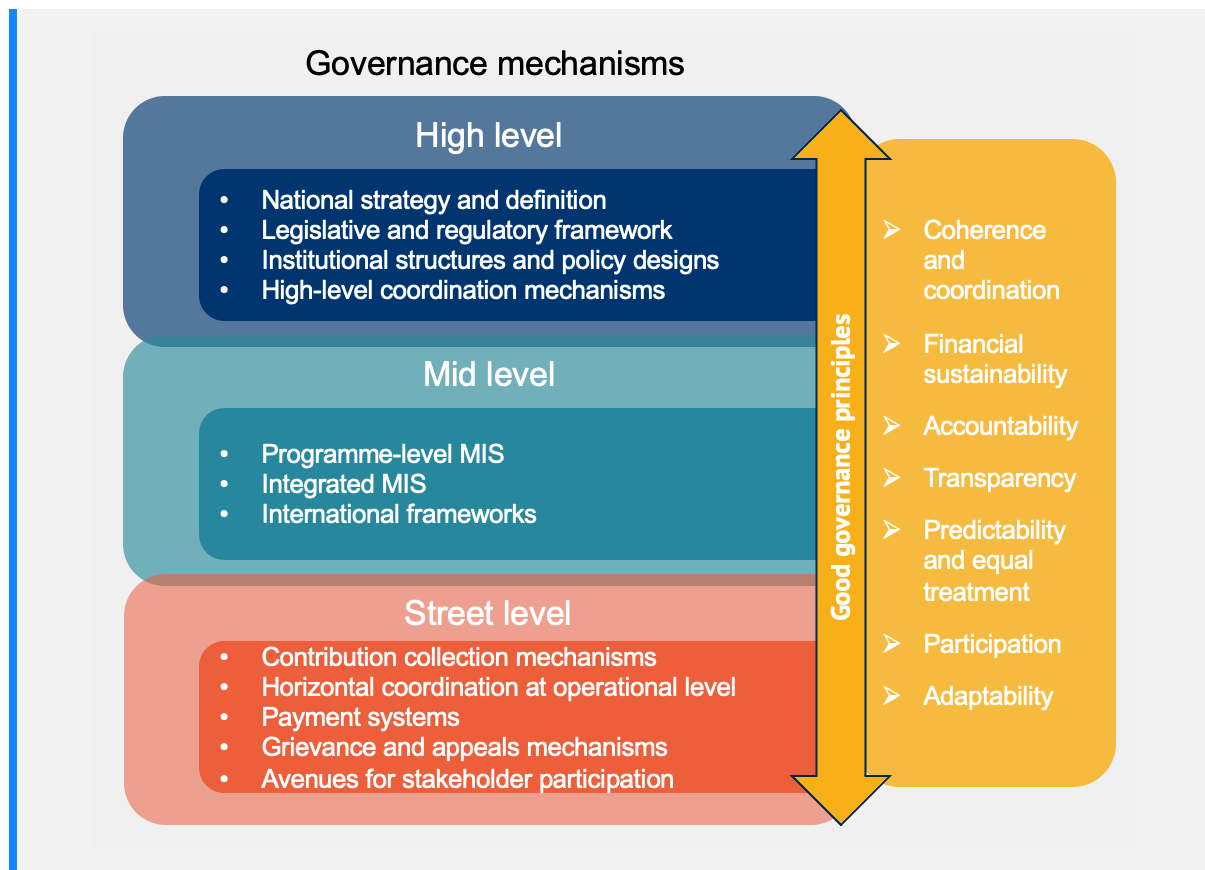 Governance mechanisms
High level
• National strategy and definition
• Legislative and regulatory framework
• Institutional structures and policy designs
• High-level coordination mechanisms
Mid level
• Programme-level MIS
• Integrated MIS
• International frameworks
Street level
• Contribution collection mechanisms
• Horizontal coordination at operational level
• Payment systems
• Grievance and appeals mechanisms
• Avenues for stakeholder participation
Good governance principles
➢ Coherence
and
coordination
➢ Financial
sustainability
➢ Accountability
➢ Transparency
➢ Predictability
and equal
treatment
➢ Participation
➢ Adaptability